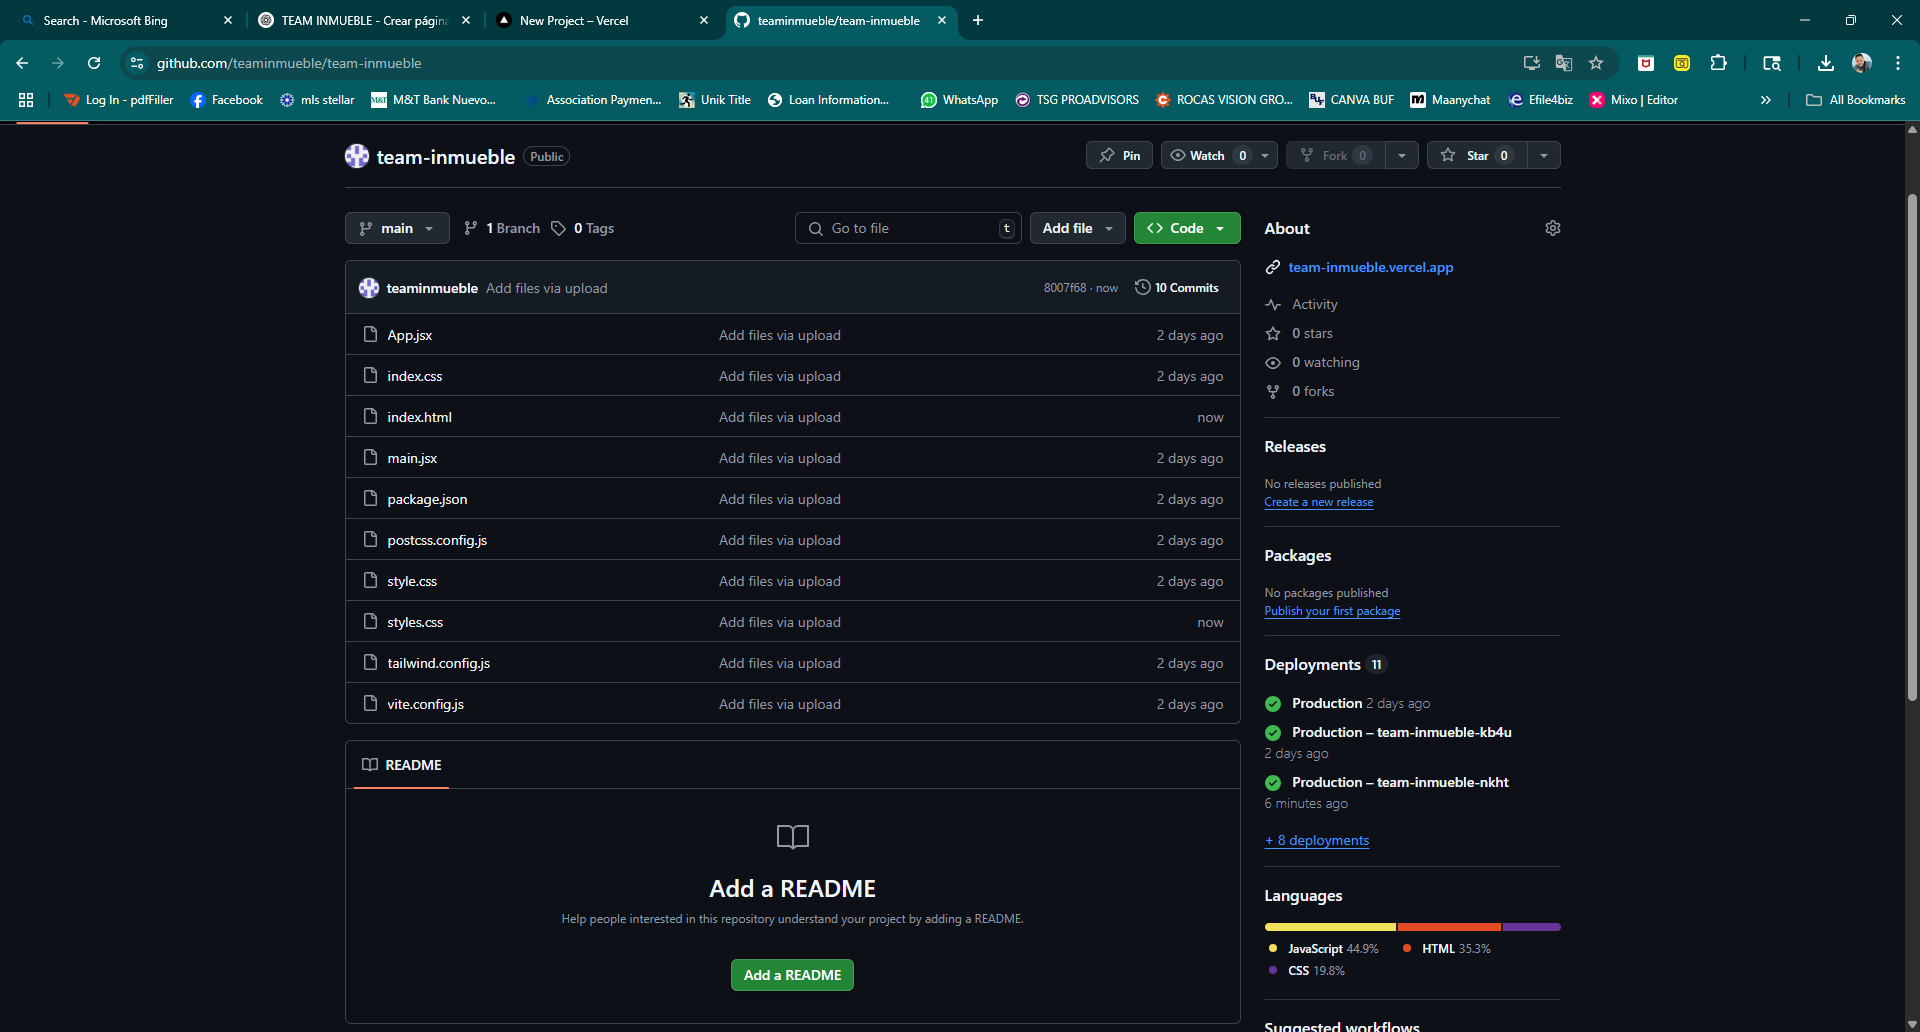 Search - Microsoft Bing
TEAM INMUEBLE - Crear página
New Project – Vercel
teaminmueble/team-inmueble
github.com/teaminmueble/team-inmueble
Log In - pdfFiller
Facebook
mls stellar
M&T Bank Nuevo...
Association Paymen...
Unik Title
Loan Information...
WhatsApp
TSG PROADVISORS
ROCAS VISION GRO...
CANVA BUF
Maanychat
Efile4biz
Mixo | Editor
All Bookmarks
team-inmueble Public
Pin
Watch 0
Fork 0
Star 0
main
1 Branch
0 Tags
Go to file t
Add file
Code
teaminmueble Add files via upload 8007f68 · now 10 Commits
App.jsx Add files via upload 2 days ago
index.css Add files via upload 2 days ago
index.html Add files via upload now
main.jsx Add files via upload 2 days ago
package.json Add files via upload 2 days ago
postcss.config.js Add files via upload 2 days ago
style.css Add files via upload 2 days ago
styles.css Add files via upload now
tailwind.config.js Add files via upload 2 days ago
vite.config.js Add files via upload 2 days ago
README
Add a README
Help people interested in this repository understand your project by adding a README.
Add a README
About
team-inmueble.vercel.app
Activity
0 stars
0 watching
0 forks
Releases
No releases published
Create a new release
Packages
No packages published
Publish your first package
Deployments 11
Production 2 days ago
Production – team-inmueble-kb4u
2 days ago
Production – team-inmueble-nkht
6 minutes ago
+ 8 deployments
Languages
JavaScript 44.9% HTML 35.3%
CSS 19.8%
Suggested workflows